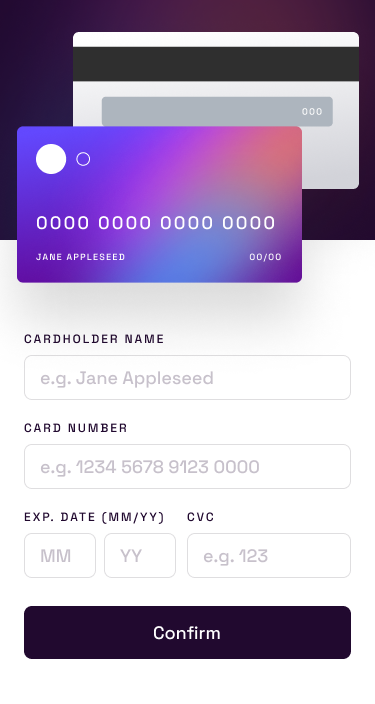 000
0000 0000 0000 0000
JANE APPLESEED 00/00
CARDHOLDER NAME
e.g. Jane Appleseed
CARD NUMBER
e.g. 1234 5678 9123 0000
EXP. DATE (MM/YY) CVC
MM YY e.g. 123
Confirm